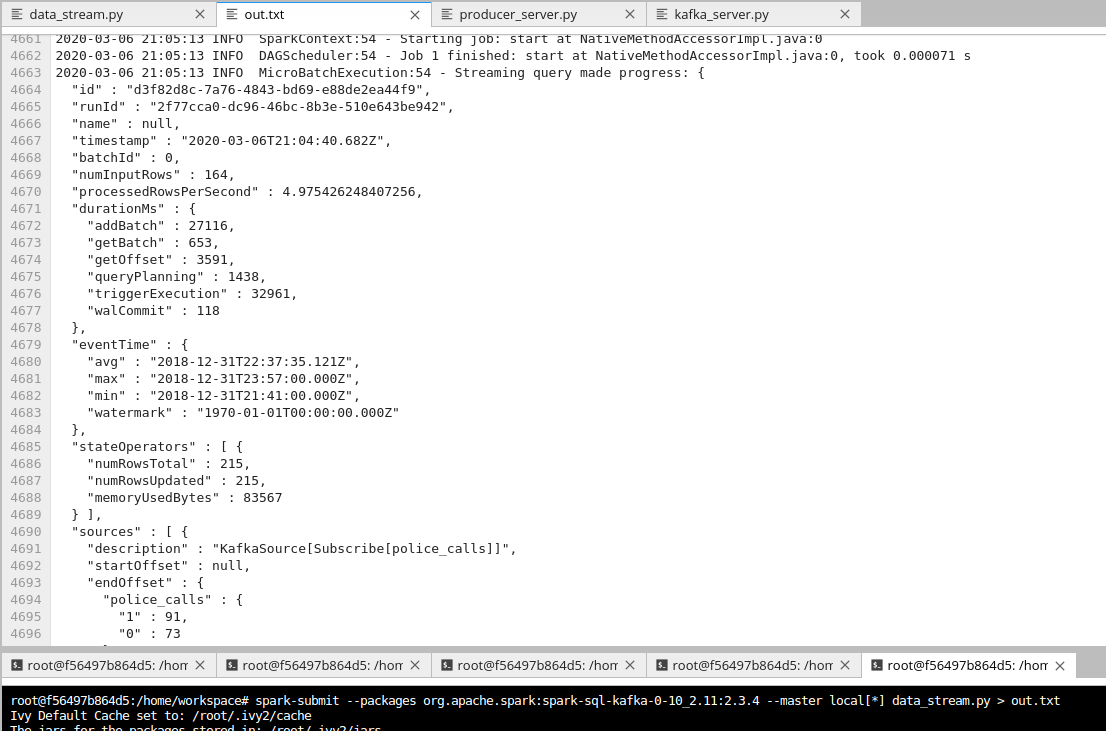 data_stream.py
out.txt
producer_server.py
kafka_server.py
4661 2020-03-06 21:05:13 INFO  SparkContext:54 - Starting job: start at NativeMethodAccessorImpl.java:0
4662 2020-03-06 21:05:13 INFO  DAGScheduler:54 - Job 1 finished: start at NativeMethodAccessorImpl.java:0, took 0.000071 s
4663 2020-03-06 21:05:13 INFO  MicroBatchExecution:54 - Streaming query made progress: {
4664   "id" : "d3f82d8c-7a76-4843-bd69-e88de2ea44f9",
4665   "runId" : "2f77cca0-dc96-46bc-8b3e-510e643be942",
4666   "name" : null,
4667   "timestamp" : "2020-03-06T21:04:40.682Z",
4668   "batchId" : 0,
4669   "numInputRows" : 164,
4670   "processedRowsPerSecond" : 4.975426248407256,
4671   "durationMs" : {
4672     "addBatch" : 27116,
4673     "getBatch" : 653,
4674     "getOffset" : 3591,
4675     "queryPlanning" : 1438,
4676     "triggerExecution" : 32961,
4677     "walCommit" : 118
4678   },
4679   "eventTime" : {
4680     "avg" : "2018-12-31T22:37:35.121Z",
4681     "max" : "2018-12-31T23:57:00.000Z",
4682     "min" : "2018-12-31T21:41:00.000Z",
4683     "watermark" : "1970-01-01T00:00:00.000Z"
4684   },
4685   "stateOperators" : [ {
4686     "numRowsTotal" : 215,
4687     "numRowsUpdated" : 215,
4688     "memoryUsedBytes" : 83567
4689   } ],
4690   "sources" : [ {
4691     "description" : "KafkaSource[Subscribe[police_calls]]",
4692     "startOffset" : null,
4693     "endOffset" : {
4694       "police_calls" : {
4695         "1" : 91,
4696         "0" : 73
root@f56497b864d5: /hom
root@f56497b864d5: /hom
root@f56497b864d5: /hom
root@f56497b864d5: /hom
root@f56497b864d5: /hom
root@f56497b864d5:/home/workspace# spark-submit --packages org.apache.spark:spark-sql-kafka-0-10_2.11:2.3.4 --master local[*] data_stream.py > out.txt
Ivy Default Cache set to: /root/.ivy2/cache
The jars for the packages stored in: /root/.ivy2/jars